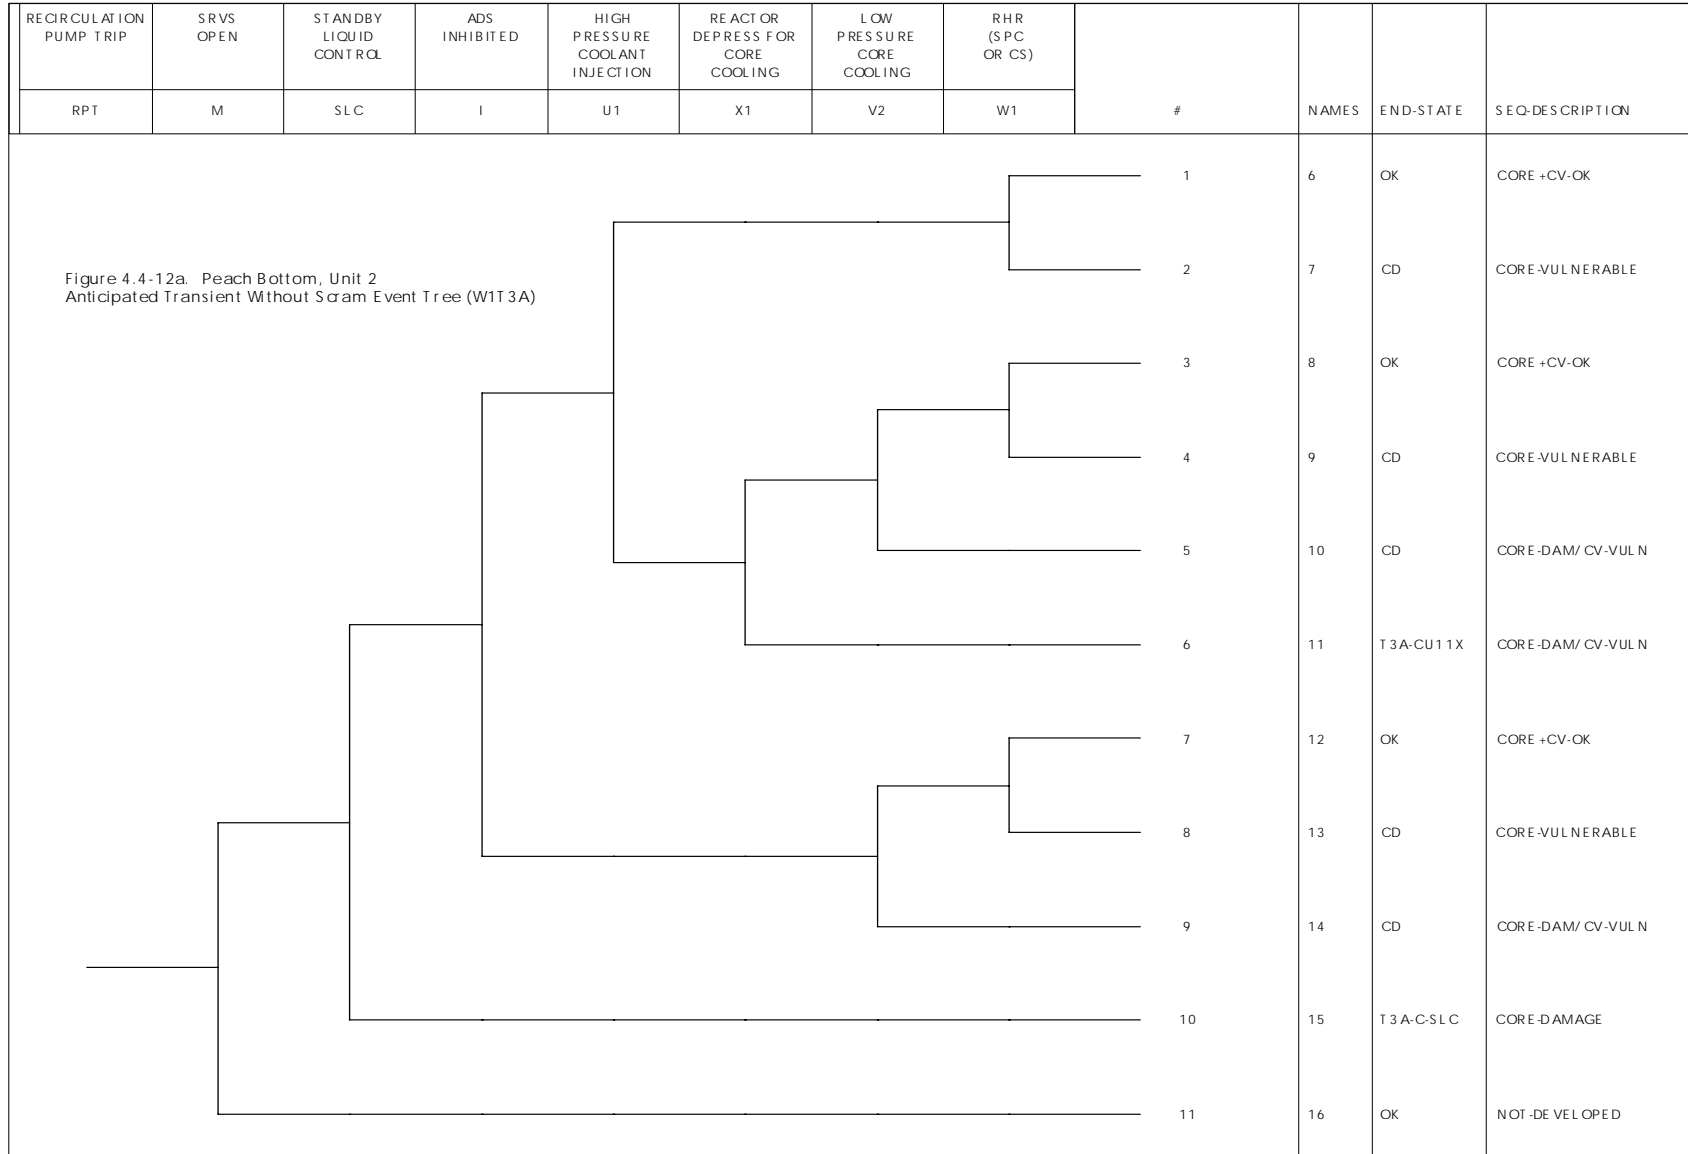 RECIRCULATION
PUMP TRIP
SRVS
OPEN
STANDBY
LIQUID
CONTROL
ADS
INHIBITED
HIGH
PRESSURE
COOLANT
INJECTION
REACTOR
DEPRESS FOR
CORE
COOLING
LOW
PRESSURE
CORE
COOLING
RHR
(SPC
OR CS)
RPT
M
SLC
I
U1
X1
V2
W1
#
NAMES
END-STATE
SEQ-DESCRIPTION
1 6 OK CORE+CV-OK
2 7 CD CORE-VULNERABLE
Figure 4.4-12a. Peach Bottom, Unit 2
Anticipated Transient Without Scram Event Tree (W1T3A)
3 8 OK CORE+CV-OK
4 9 CD CORE-VULNERABLE
5 10 CD CORE-DAM/CV-VULN
6 11 T3A-CU11X CORE-DAM/CV-VULN
7 12 OK CORE+CV-OK
8 13 CD CORE-VULNERABLE
9 14 CD CORE-DAM/CV-VULN
10 15 T3A-C-SLC CORE-DAMAGE
11 16 OK NOT-DEVELOPED